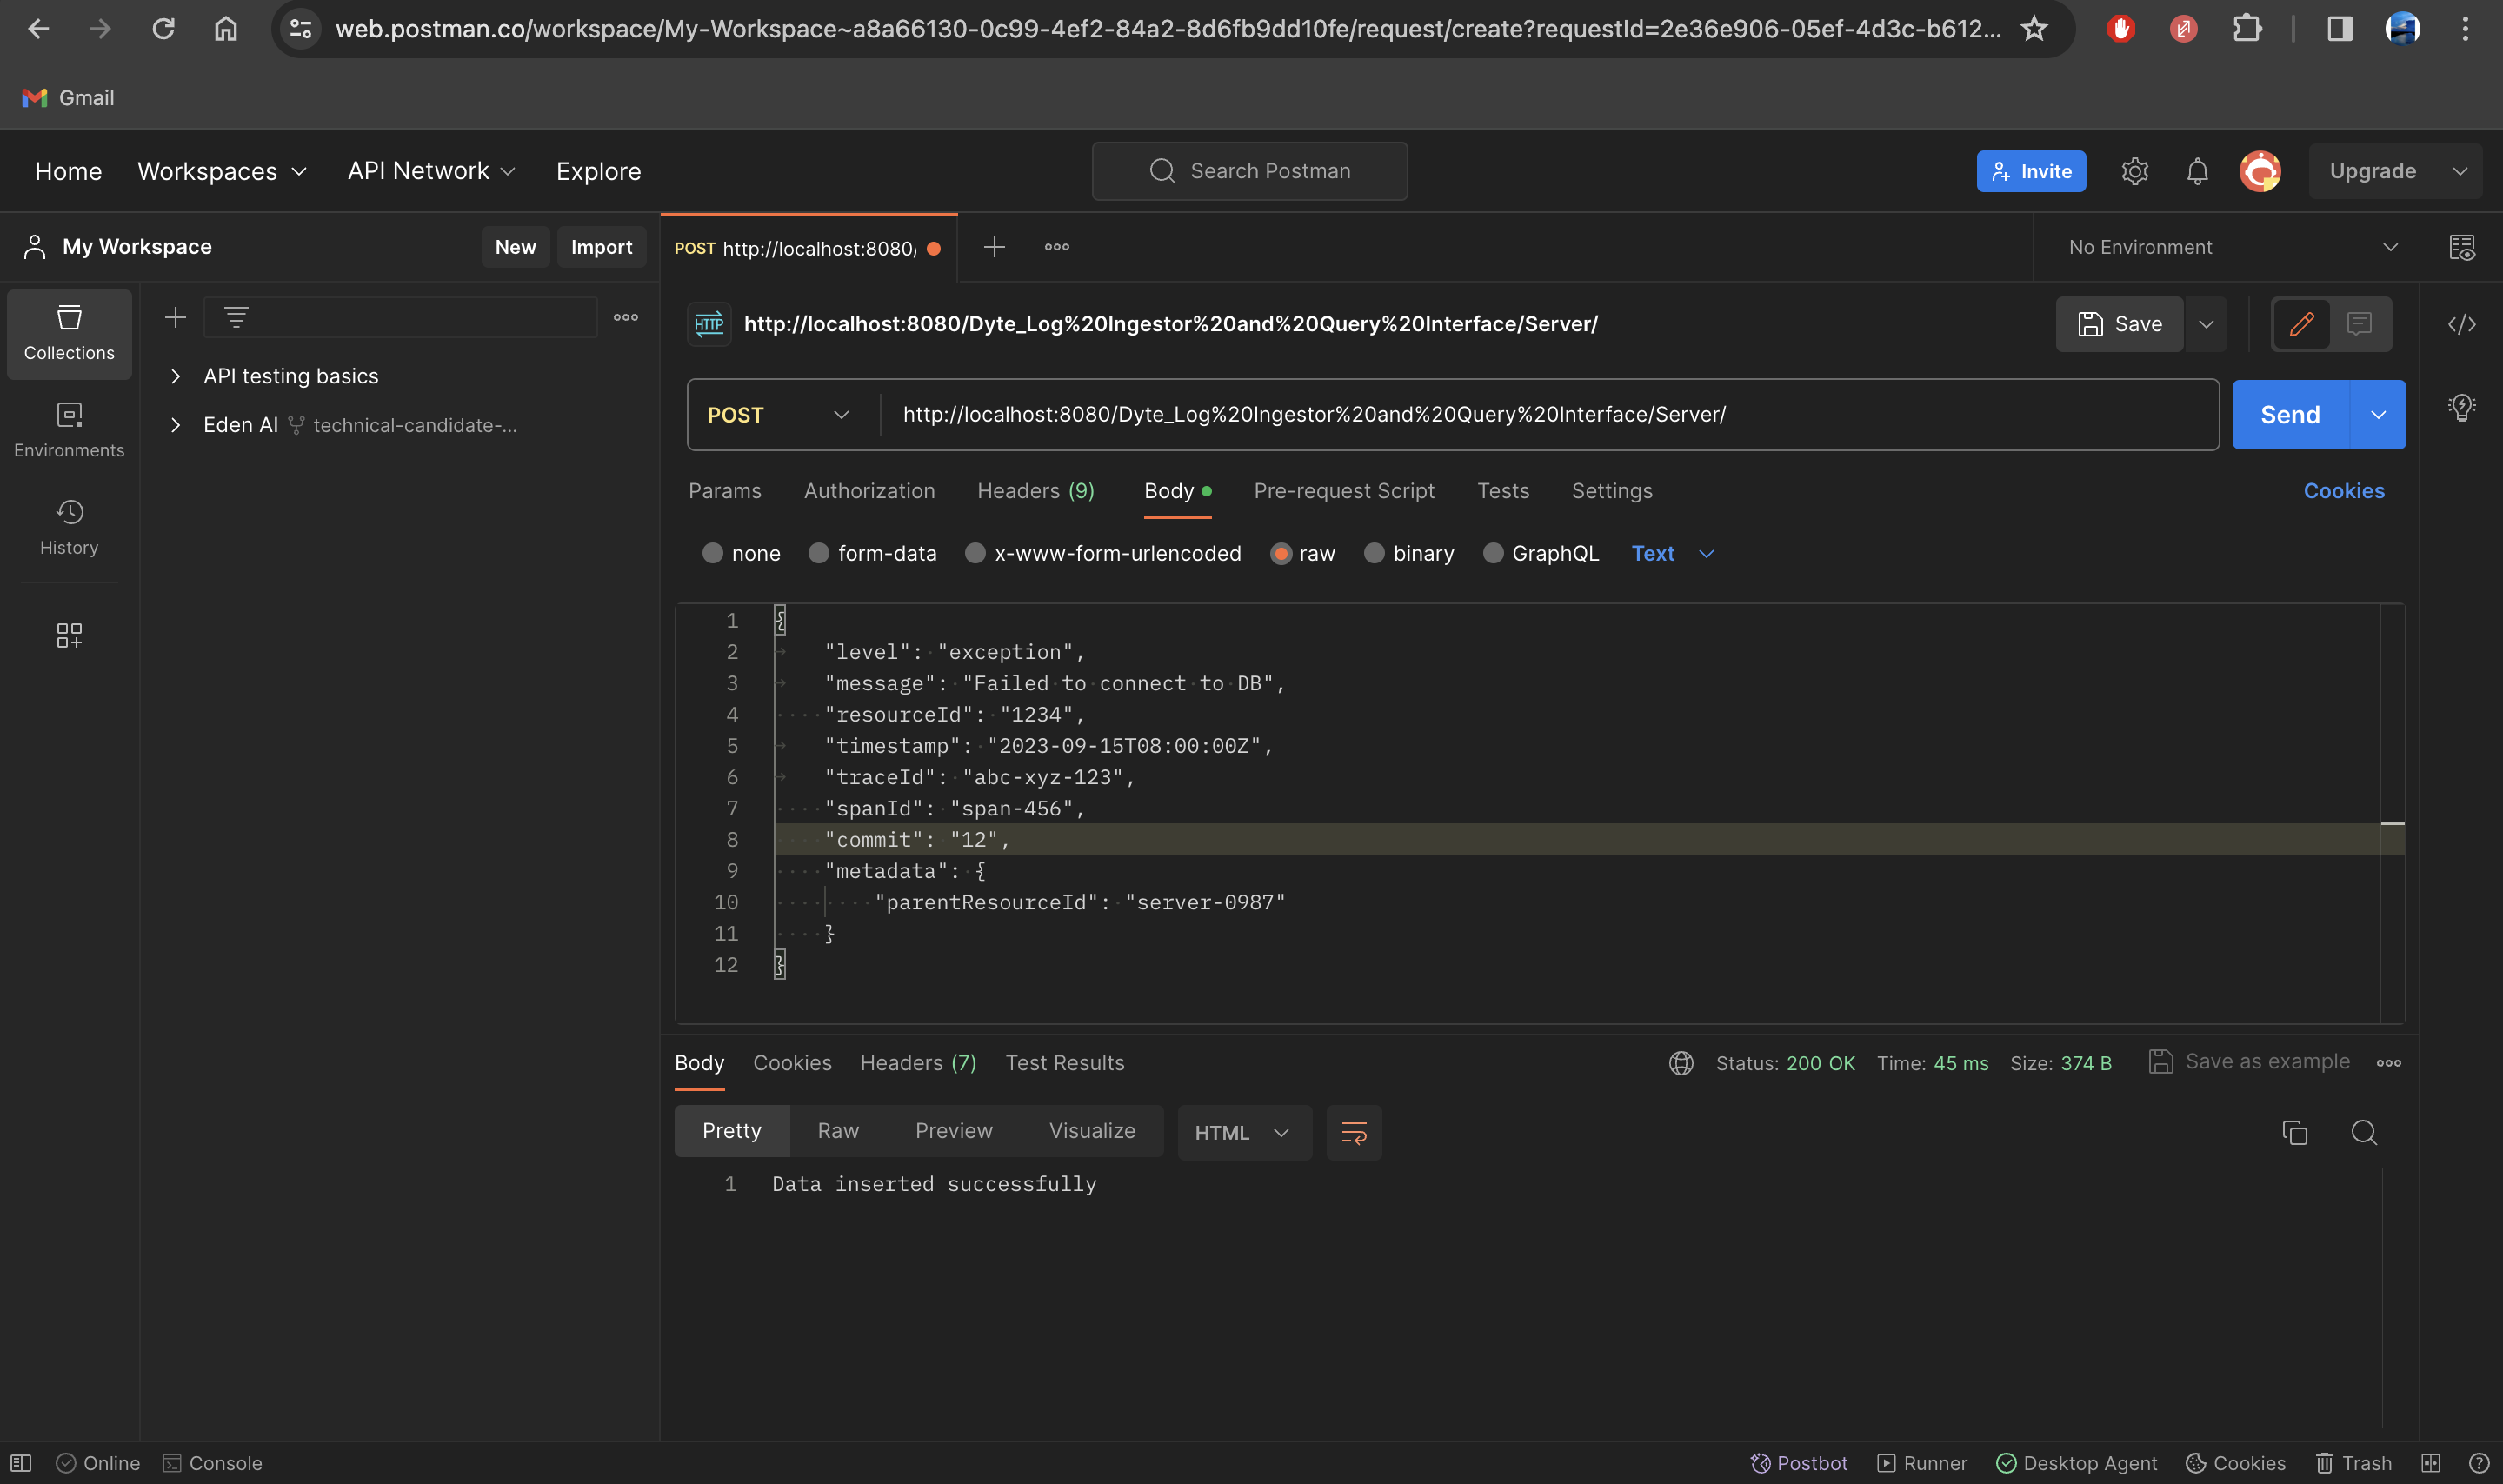 web.postman.co/workspace/My-Workspace~a8a66130-0c99-4ef2-84a2-8d6fb9dd10fe/request/create?requestId=2e36e906-05ef-4d3c-b612...
Gmail
Home Workspaces API Network Explore Search Postman Invite Upgrade
My Workspace New Import POST http://localhost:8080/ No Environment
Collections
Environments
History
API testing basics
Eden AI technical-candidate-...
HTTP http://localhost:8080/Dyte_Log%20Ingestor%20and%20Query%20Interface/Server/ Save
POST http://localhost:8080/Dyte_Log%20Ingestor%20and%20Query%20Interface/Server/ Send
Params Authorization Headers (9) Body Pre-request Script Tests Settings Cookies
none form-data x-www-form-urlencoded raw binary GraphQL Text
1 {
2 "level": "exception",
3 "message": "Failed to connect to DB",
4 "resourceId": "1234",
5 "timestamp": "2023-09-15T08:00:00Z",
6 "traceId": "abc-xyz-123",
7 "spanId": "span-456",
8 "commit": "12",
9 "metadata": {
10 "parentResourceId": "server-0987"
11 }
12 }
Body Cookies Headers (7) Test Results Status: 200 OK Time: 45 ms Size: 374 B Save as example
Pretty Raw Preview Visualize HTML
1 Data inserted successfully
Online Console Postbot Runner Desktop Agent Cookies Trash